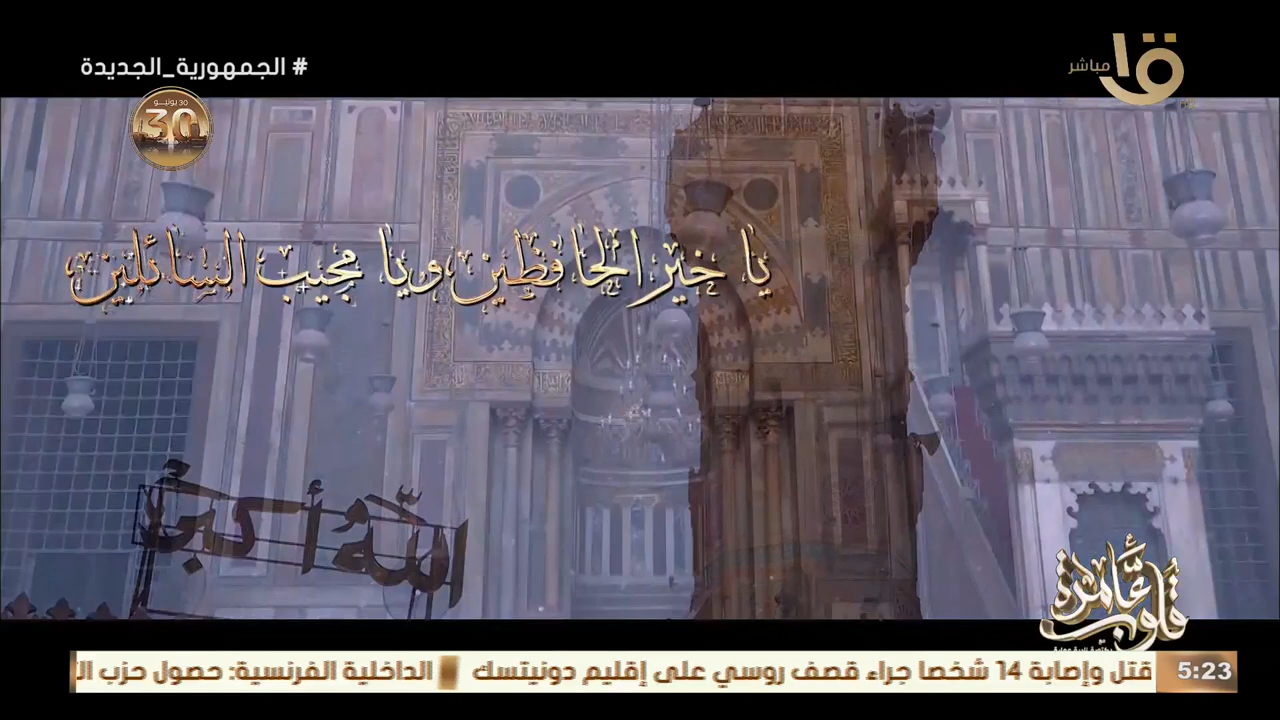 # الجمهورية_الجديدة
مباشر
30 يونيو
30
يا خير الحافظين ويا مجيب السائلين
الله أكبر
قلوب عامرة
5:23
قتل وإصابة 14 شخصا جراء قصف روسي على إقليم دونيتسك
الداخلية الفرنسية: حصول حزب الت